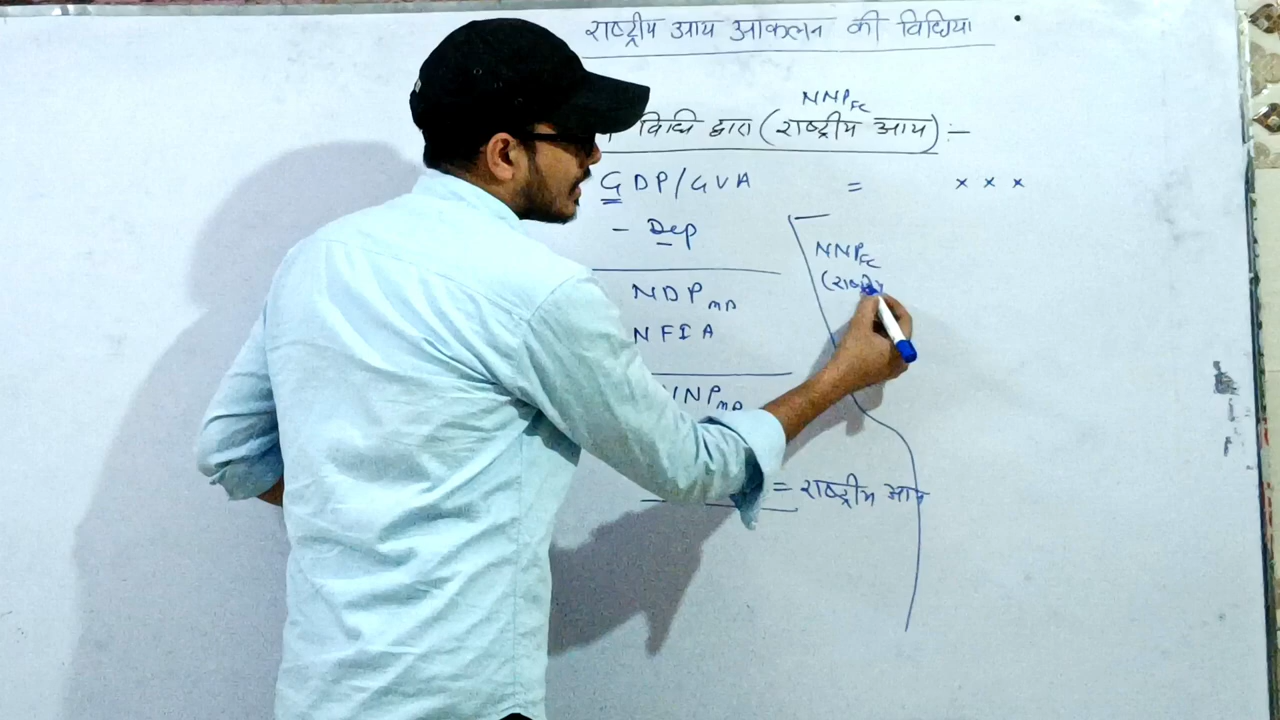 राष्ट्रीय आय आकलन की विधिया
NNPFC
विधि द्वारा (राष्ट्रीय आय) :-
GDP/GVA = x x x
- Dep
NDPMP
NFIA
NNPMP
= राष्ट्रीय आय
NNPFC
(राष्ट्रीय